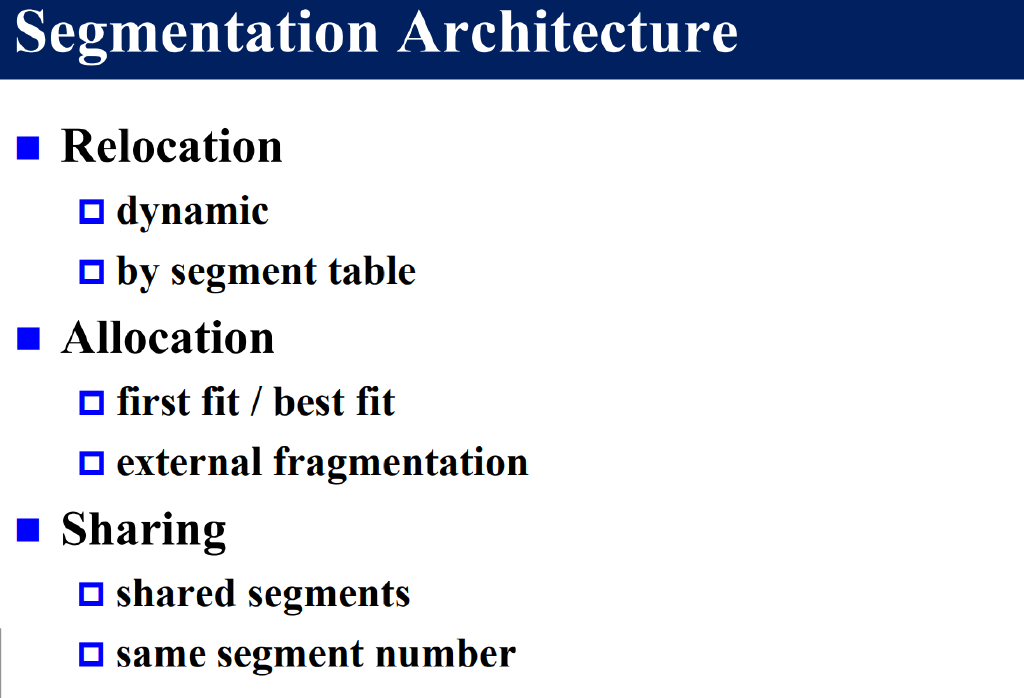 Segmentation Architecture
Relocation
dynamic
by segment table
Allocation
first fit / best fit
external fragmentation
Sharing
shared segments
same segment number